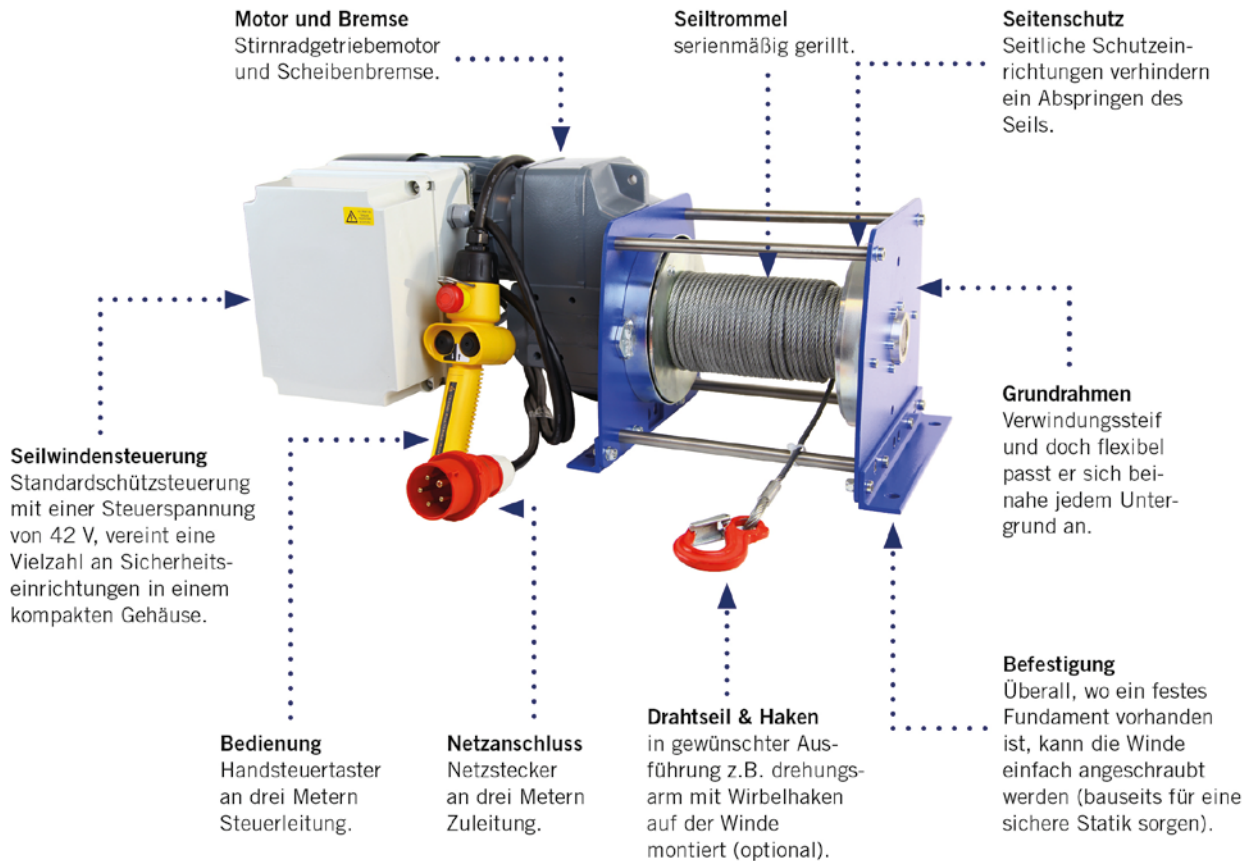 Motor und Bremse
Stirnradgetriebemotor
und Scheibenbremse.
Seiltrommel
serienmäßig gerillt.
Seitenschutz
Seitliche Schutzein-
richtungen verhindern
ein Abspringen des
Seils.
Grundrahmen
Verwindungssteif
und doch flexibel
passt er sich bei-
nahe jedem Unter-
grund an.
Seilwindensteuerung
Standardschützsteuerung
mit einer Steuerspannung
von 42 V, vereint eine
Vielzahl an Sicherheits-
einrichtungen in einem
kompakten Gehäuse.
Bedienung
Handsteuertaster
an drei Metern
Steuerleitung.
Netzanschluss
Netzstecker
an drei Metern
Zuleitung.
Drahtseil & Haken
in gewünschter Aus-
führung z.B. drehungs-
arm mit Wirbelhaken
auf der Winde
montiert (optional).
Befestigung
Überall, wo ein festes
Fundament vorhanden
ist, kann die Winde
einfach angeschraubt
werden (bauseits für eine
sichere Statik sorgen).